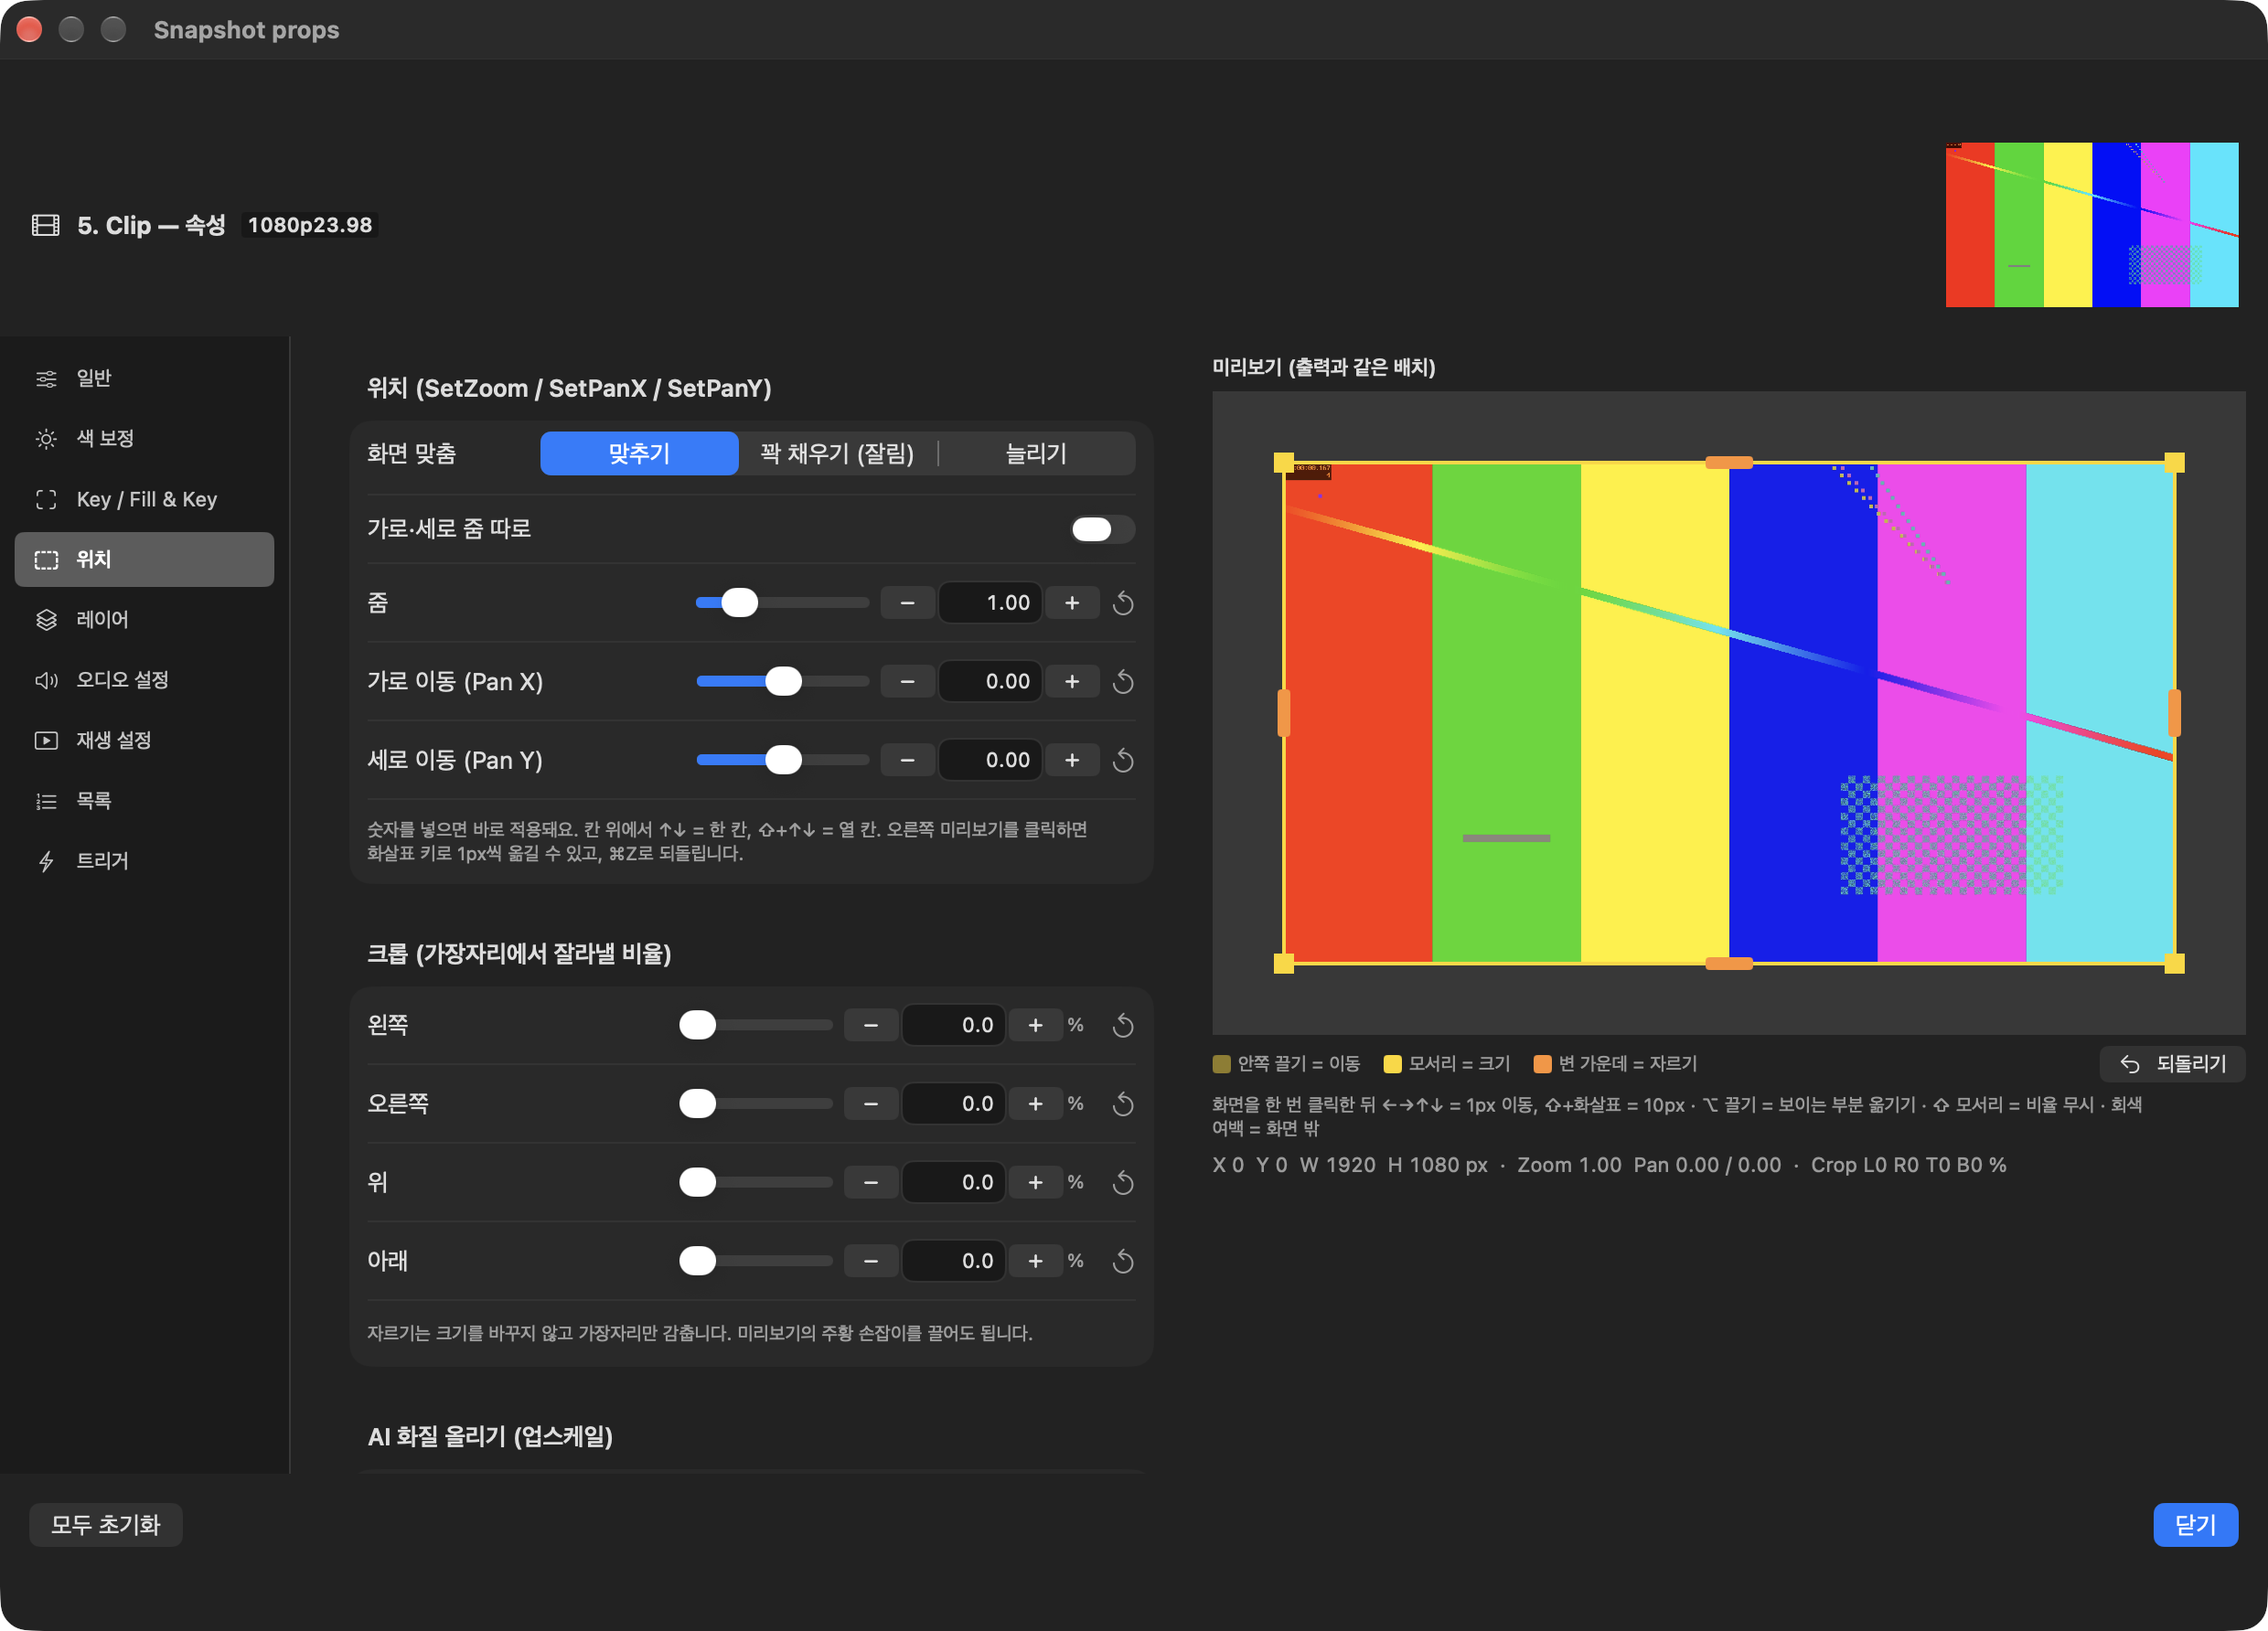 Snapshot props
5. Clip — 속성 1080p23.98
일반
색 보정
Key / Fill & Key
위치
레이어
오디오 설정
재생 설정
목록
트리거
위치 (SetZoom / SetPanX / SetPanY)
화면 맞춤 맞추기 꽉 채우기 (잘림) 늘리기
가로·세로 줌 따로
줌 − 1.00 +
가로 이동 (Pan X) − 0.00 +
세로 이동 (Pan Y) − 0.00 +
숫자를 넣으면 바로 적용돼요. 칸 위에서 ↑↓ = 한 칸, ⇧+↑↓ = 열 칸. 오른쪽 미리보기를 클릭하면
화살표 키로 1px씩 옮길 수 있고, ⌘Z로 되돌립니다.
크롭 (가장자리에서 잘라낼 비율)
왼쪽 − 0.0 + %
오른쪽 − 0.0 + %
위 − 0.0 + %
아래 − 0.0 + %
자르기는 크기를 바꾸지 않고 가장자리만 감춥니다. 미리보기의 주황 손잡이를 끌어도 됩니다.
AI 화질 올리기 (업스케일)
미리보기 (출력과 같은 배치)
안쪽 끌기 = 이동 모서리 = 크기 변 가운데 = 자르기 되돌리기
화면을 한 번 클릭한 뒤 ←→↑↓ = 1px 이동, ⇧+화살표 = 10px · ⌥ 끌기 = 보이는 부분 옮기기 · ⇧ 모서리 = 비율 무시 · 회색
여백 = 화면 밖
X 0 Y 0 W 1920 H 1080 px · Zoom 1.00 Pan 0.00 / 0.00 · Crop L0 R0 T0 B0 %
모두 초기화
닫기